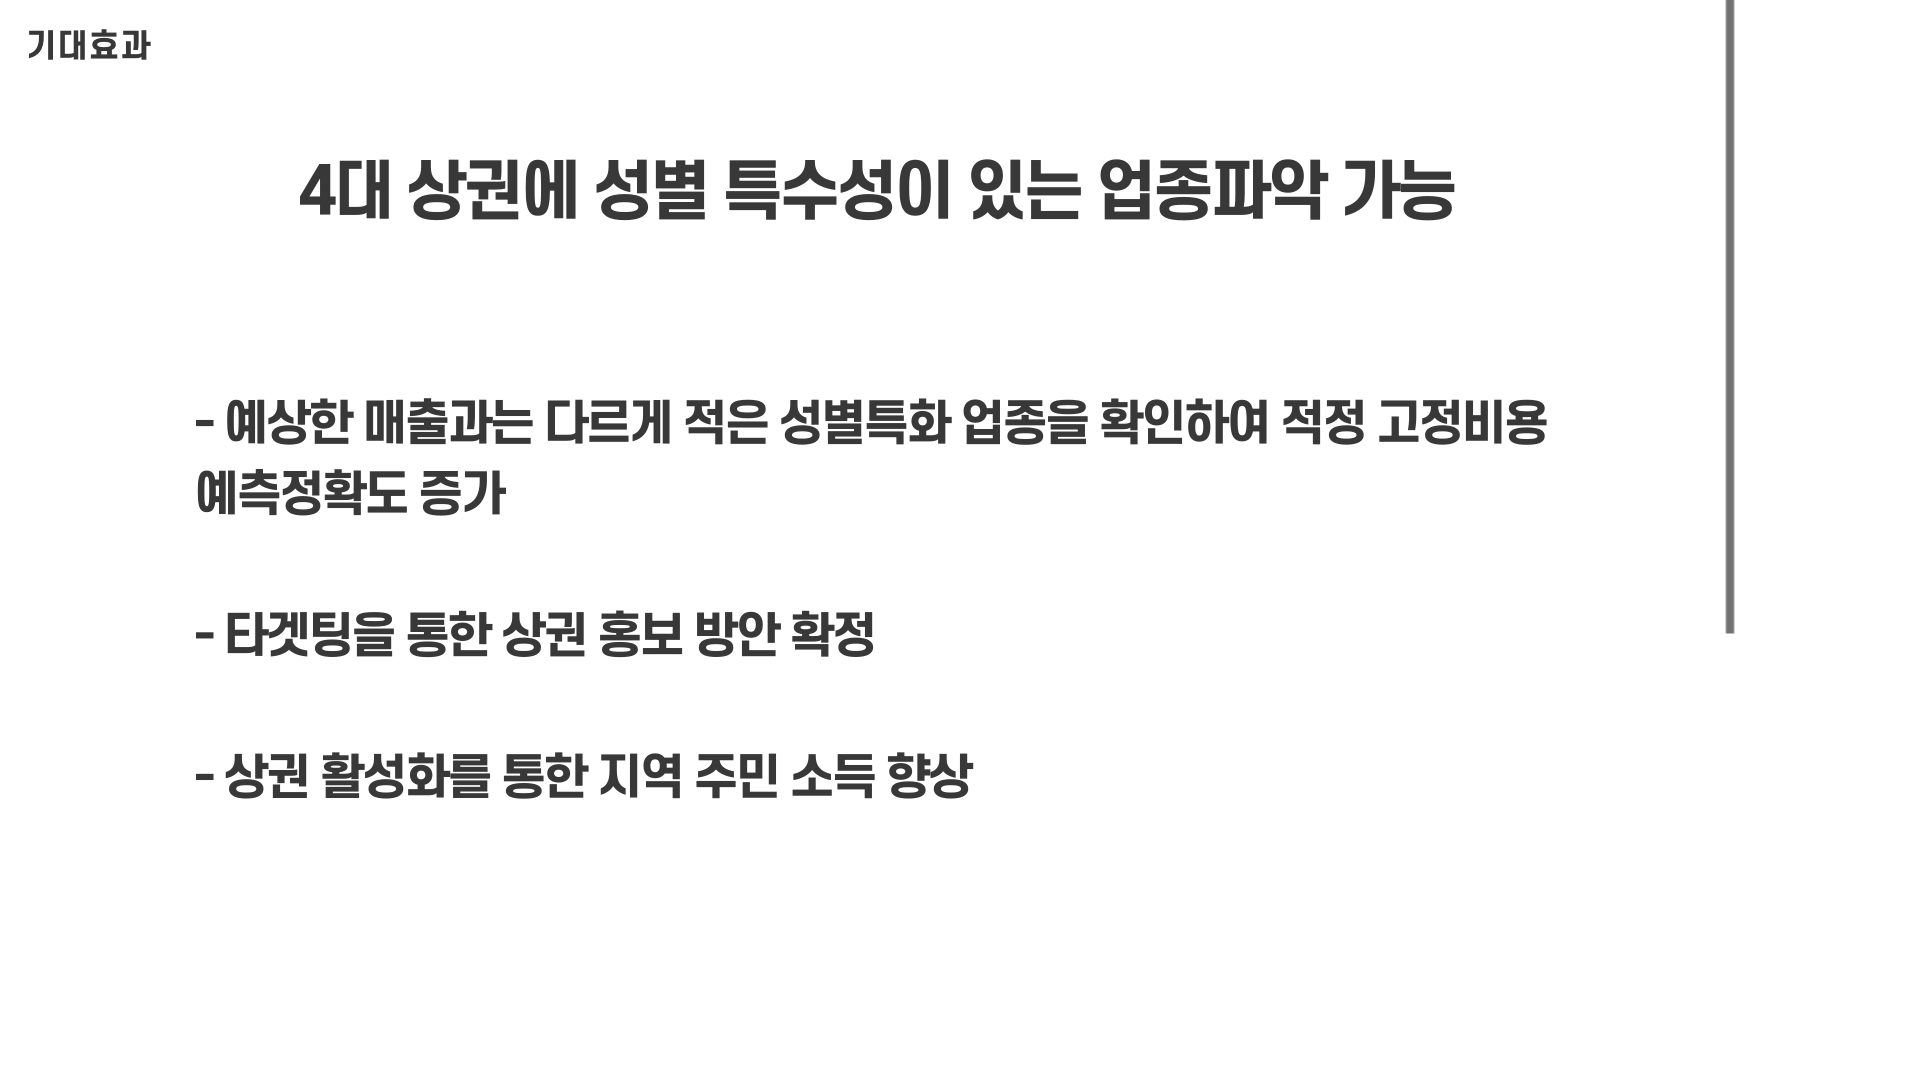 기대효과
4대 상권에 성별 특수성이 있는 업종파악 가능
- 예상한 매출과는 다르게 적은 성별특화 업종을 확인하여 적정 고정비용
예측정확도 증가
- 타겟팅을 통한 상권 홍보 방안 확정
- 상권 활성화를 통한 지역 주민 소득 향상